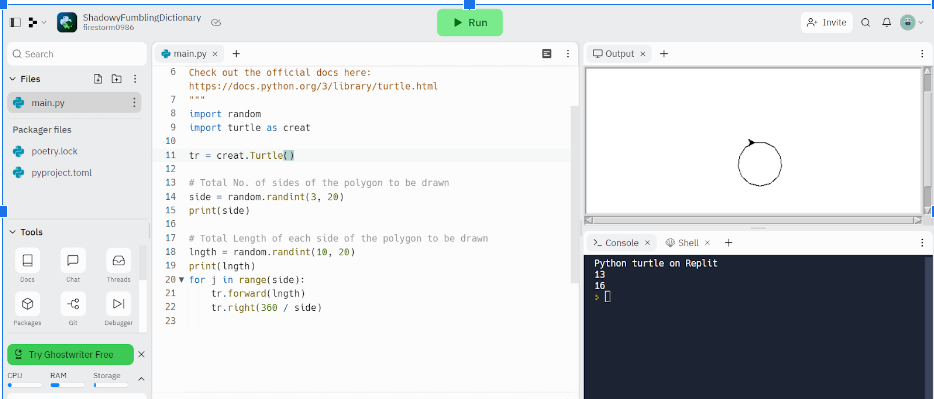 ShadowyFumblingDictionary
firestorm0986
Run
Invite
Search
Files
main.py
Packager files
poetry.lock
pyproject.toml
Tools
Docs
Chat
Threads
Packages
Git
Debugger
Try Ghostwriter Free
CPU
RAM
Storage
main.py
6 Check out the official docs here:
https://docs.python.org/3/library/turtle.html
7 """
8 import random
9 import turtle as creat
10
11 tr = creat.Turtle()
12
13 # Total No. of sides of the polygon to be drawn
14 side = random.randint(3, 20)
15 print(side)
16
17 # Total Length of each side of the polygon to be drawn
18 lngth = random.randint(10, 20)
19 print(lngth)
20 for j in range(side):
21     tr.forward(lngth)
22     tr.right(360 / side)
23
Output
Console
Shell
Python turtle on Replit
13
16